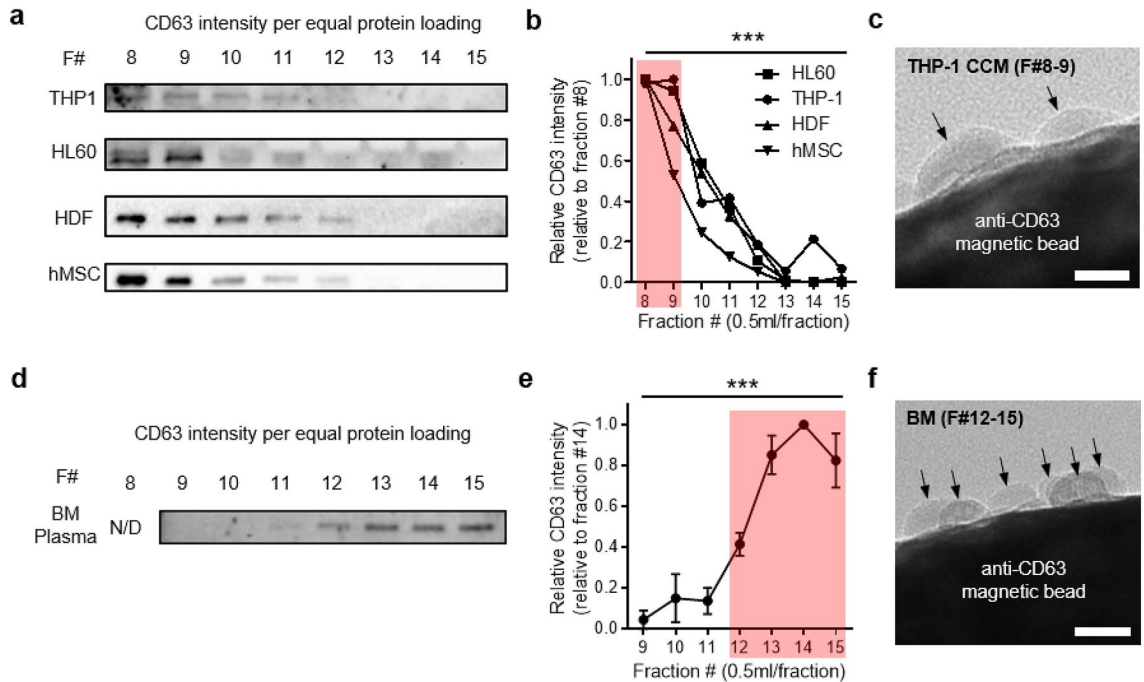 a
CD63 intensity per equal protein loading
F# 8 9 10 11 12 13 14 15
THP1
HL60
HDF
hMSC
b
***
Relative CD63 intensity
(relative to fraction #8)
1.0
0.8
0.6
0.4
0.2
0.0
HL60
THP-1
HDF
hMSC
8 9 10 11 12 13 14 15
Fraction # (0.5ml/fraction)
c
THP-1 CCM (F#8-9)
anti-CD63
magnetic bead
d
CD63 intensity per equal protein loading
F# 8 9 10 11 12 13 14 15
BM
Plasma
N/D
e
***
Relative CD63 intensity
(relative to fraction #14)
1.0
0.8
0.6
0.4
0.2
0.0
9 10 11 12 13 14 15
Fraction # (0.5ml/fraction)
f
BM (F#12-15)
anti-CD63
magnetic bead